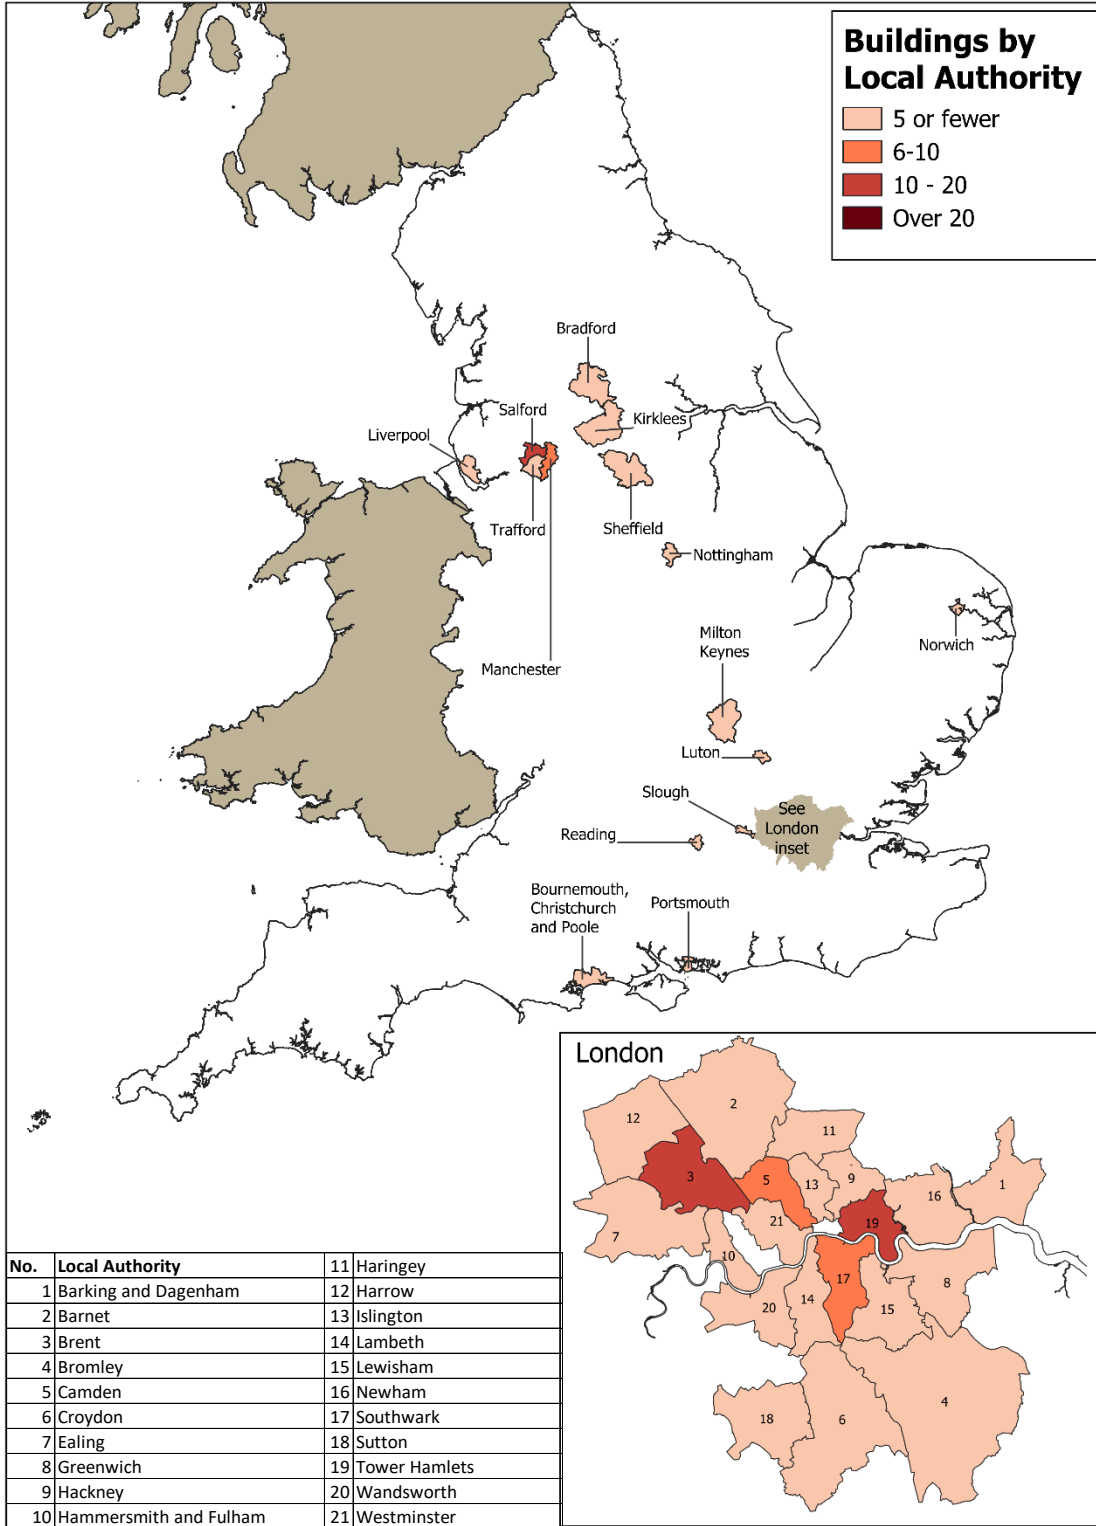 Buildings by
Local Authority
5 or fewer
6-10
10 - 20
Over 20
Bradford
Salford
Kirklees
Liverpool
Trafford
Sheffield
Nottingham
Manchester
Milton
Keynes
Norwich
Luton
Slough
See
London
inset
Reading
Bournemouth,
Christchurch
and Poole
Portsmouth
London
2
12
11
3
5
13
9
16
1
7
21
19
10
17
8
20
14
15
18
6
4
No. Local Authority
1 Barking and Dagenham
2 Barnet
3 Brent
4 Bromley
5 Camden
6 Croydon
7 Ealing
8 Greenwich
9 Hackney
10 Hammersmith and Fulham
11 Haringey
12 Harrow
13 Islington
14 Lambeth
15 Lewisham
16 Newham
17 Southwark
18 Sutton
19 Tower Hamlets
20 Wandsworth
21 Westminster